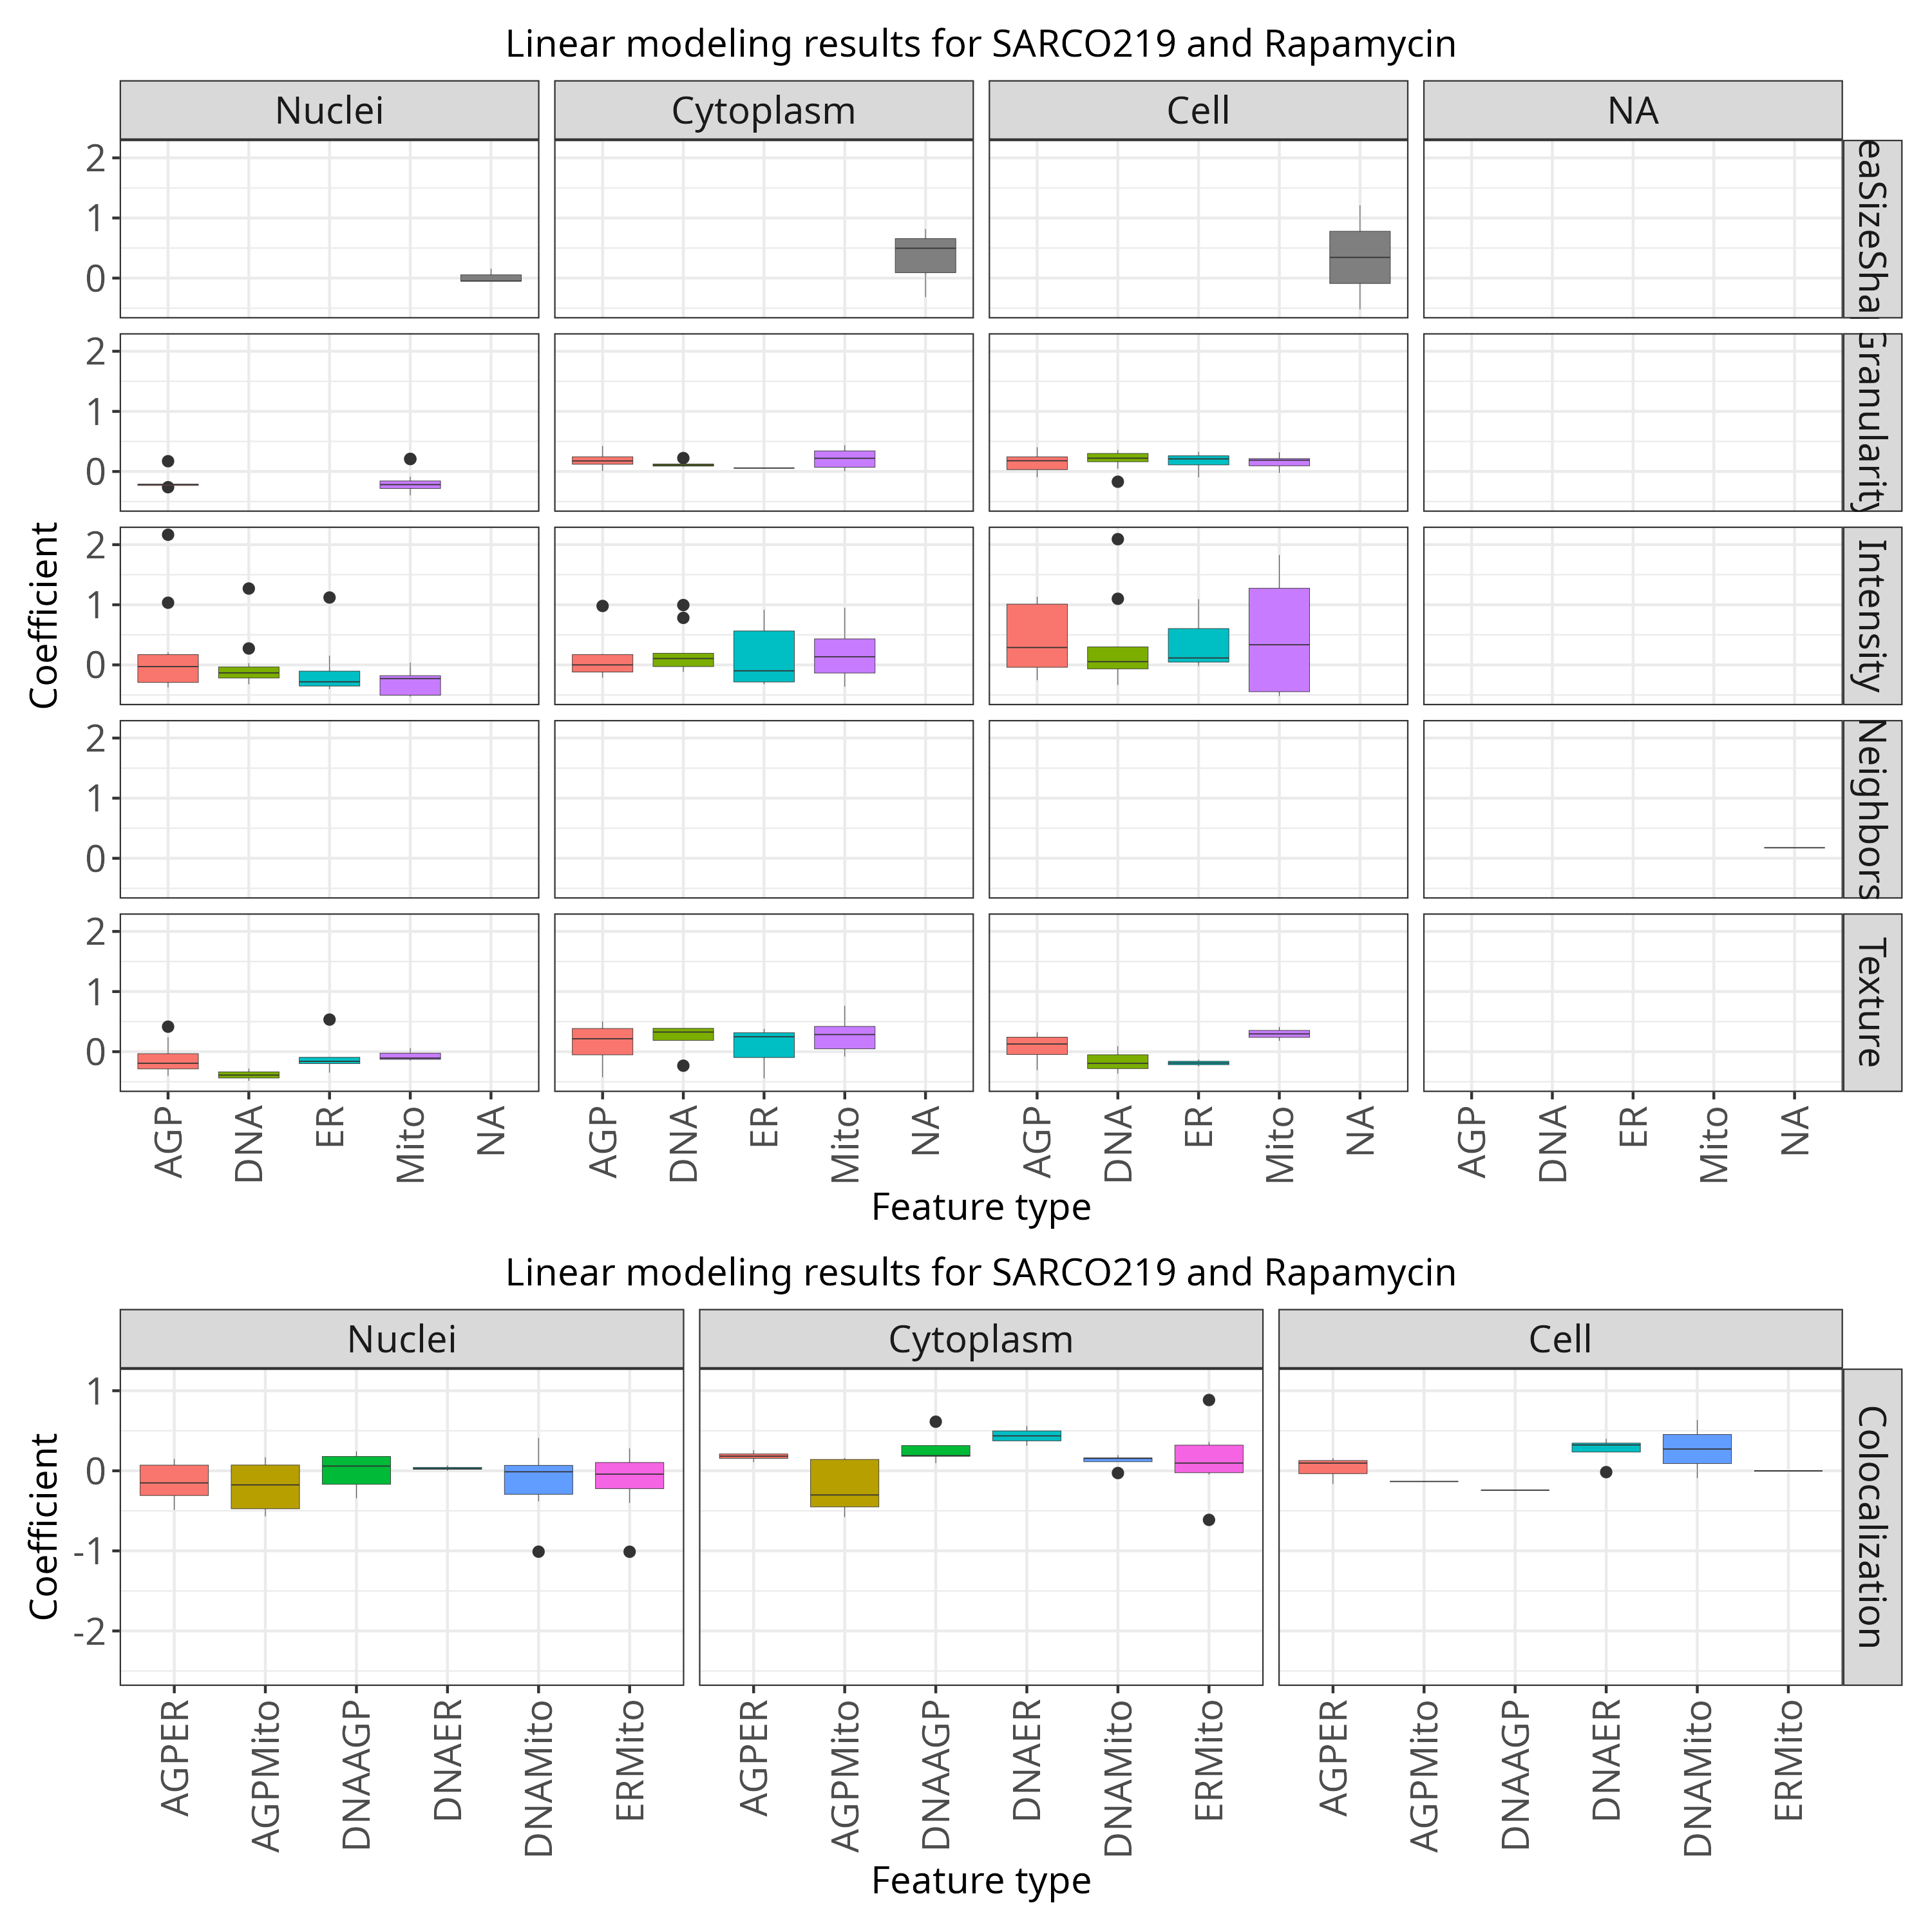 Linear modeling results for SARCO219 and Rapamycin
Nuclei Cytoplasm Cell NA
Coefficient
2
1
0
eaSizeSha
2
1
0
Granularity
2
1
0
Intensity
2
1
0
Neighbors
2
1
0
Texture
AGP DNA ER Mito NA AGP DNA ER Mito NA AGP DNA ER Mito NA AGP DNA ER Mito NA
Feature type
Linear modeling results for SARCO219 and Rapamycin
Nuclei Cytoplasm Cell
Coefficient
1
0
-1
-2
Colocalization
AGPER AGPMito DNAAGP DNAER DNAMito ERMito AGPER AGPMito DNAAGP DNAER DNAMito ERMito AGPER AGPMito DNAAGP DNAER DNAMito ERMito
Feature type